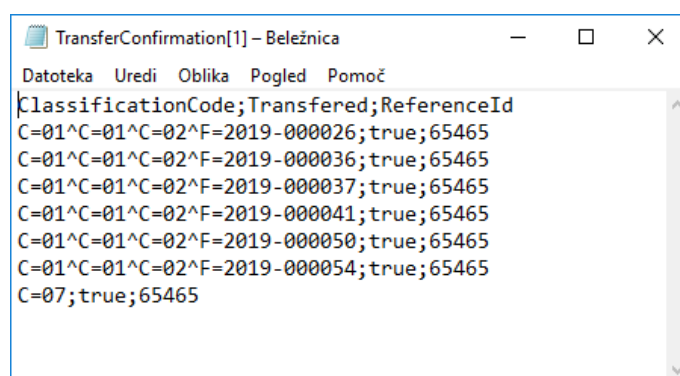 TransferConfirmation[1] – Beležnica
Datoteka Uredi Oblika Pogled Pomoč
ClassificationCode;Transfered;ReferenceId
C=01^C=01^C=02^F=2019-000026;true;65465
C=01^C=01^C=02^F=2019-000036;true;65465
C=01^C=01^C=02^F=2019-000037;true;65465
C=01^C=01^C=02^F=2019-000041;true;65465
C=01^C=01^C=02^F=2019-000050;true;65465
C=01^C=01^C=02^F=2019-000054;true;65465
C=07;true;65465